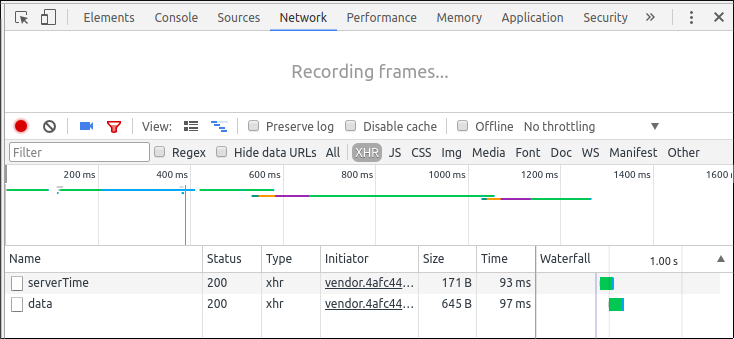 Elements Console Sources Network Performance Memory Application Security »
Recording frames...
View: Preserve log Disable cache Offline No throttling
Filter Regex Hide data URLs All XHR JS CSS Img Media Font Doc WS Manifest Other
200 ms 400 ms 600 ms 800 ms 1000 ms 1200 ms 1400 ms 1600 ms
Name Status Type Initiator Size Time Waterfall 1.00 s
serverTime 200 xhr vendor.4afc44... 171 B 93 ms
data 200 xhr vendor.4afc44... 645 B 97 ms